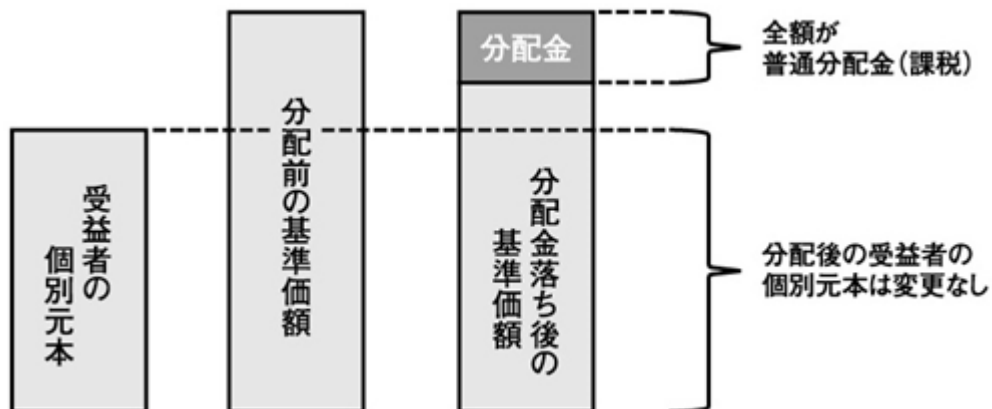 受益者の
個別元本
分配前の基準価額
分配金
分配金落ち後の
基準価額
全額が
普通分配金(課税)
分配後の受益者の
個別元本は変更なし